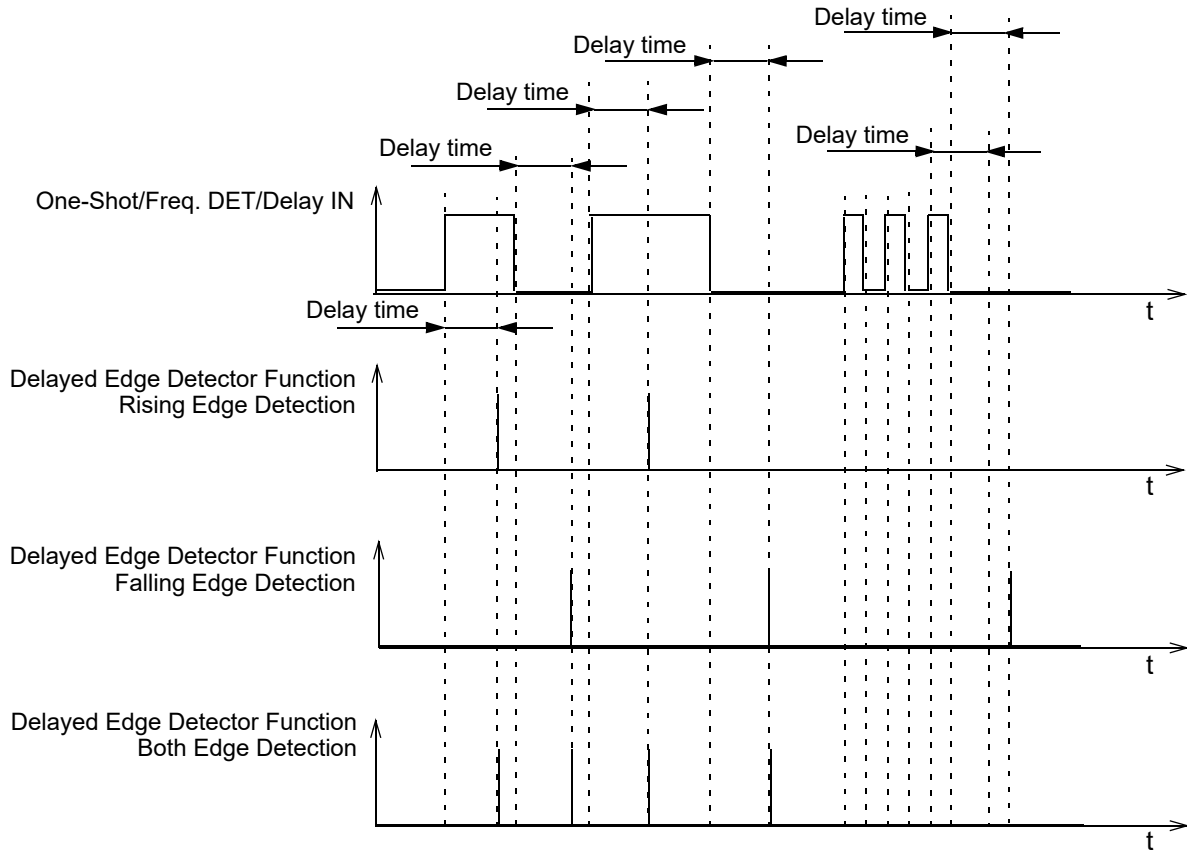 Delay time
Delay time
Delay time
Delay time
Delay time
One-Shot/Freq. DET/Delay IN
t
Delay time
Delayed Edge Detector Function
Rising Edge Detection
t
Delayed Edge Detector Function
Falling Edge Detection
t
Delayed Edge Detector Function
Both Edge Detection
t